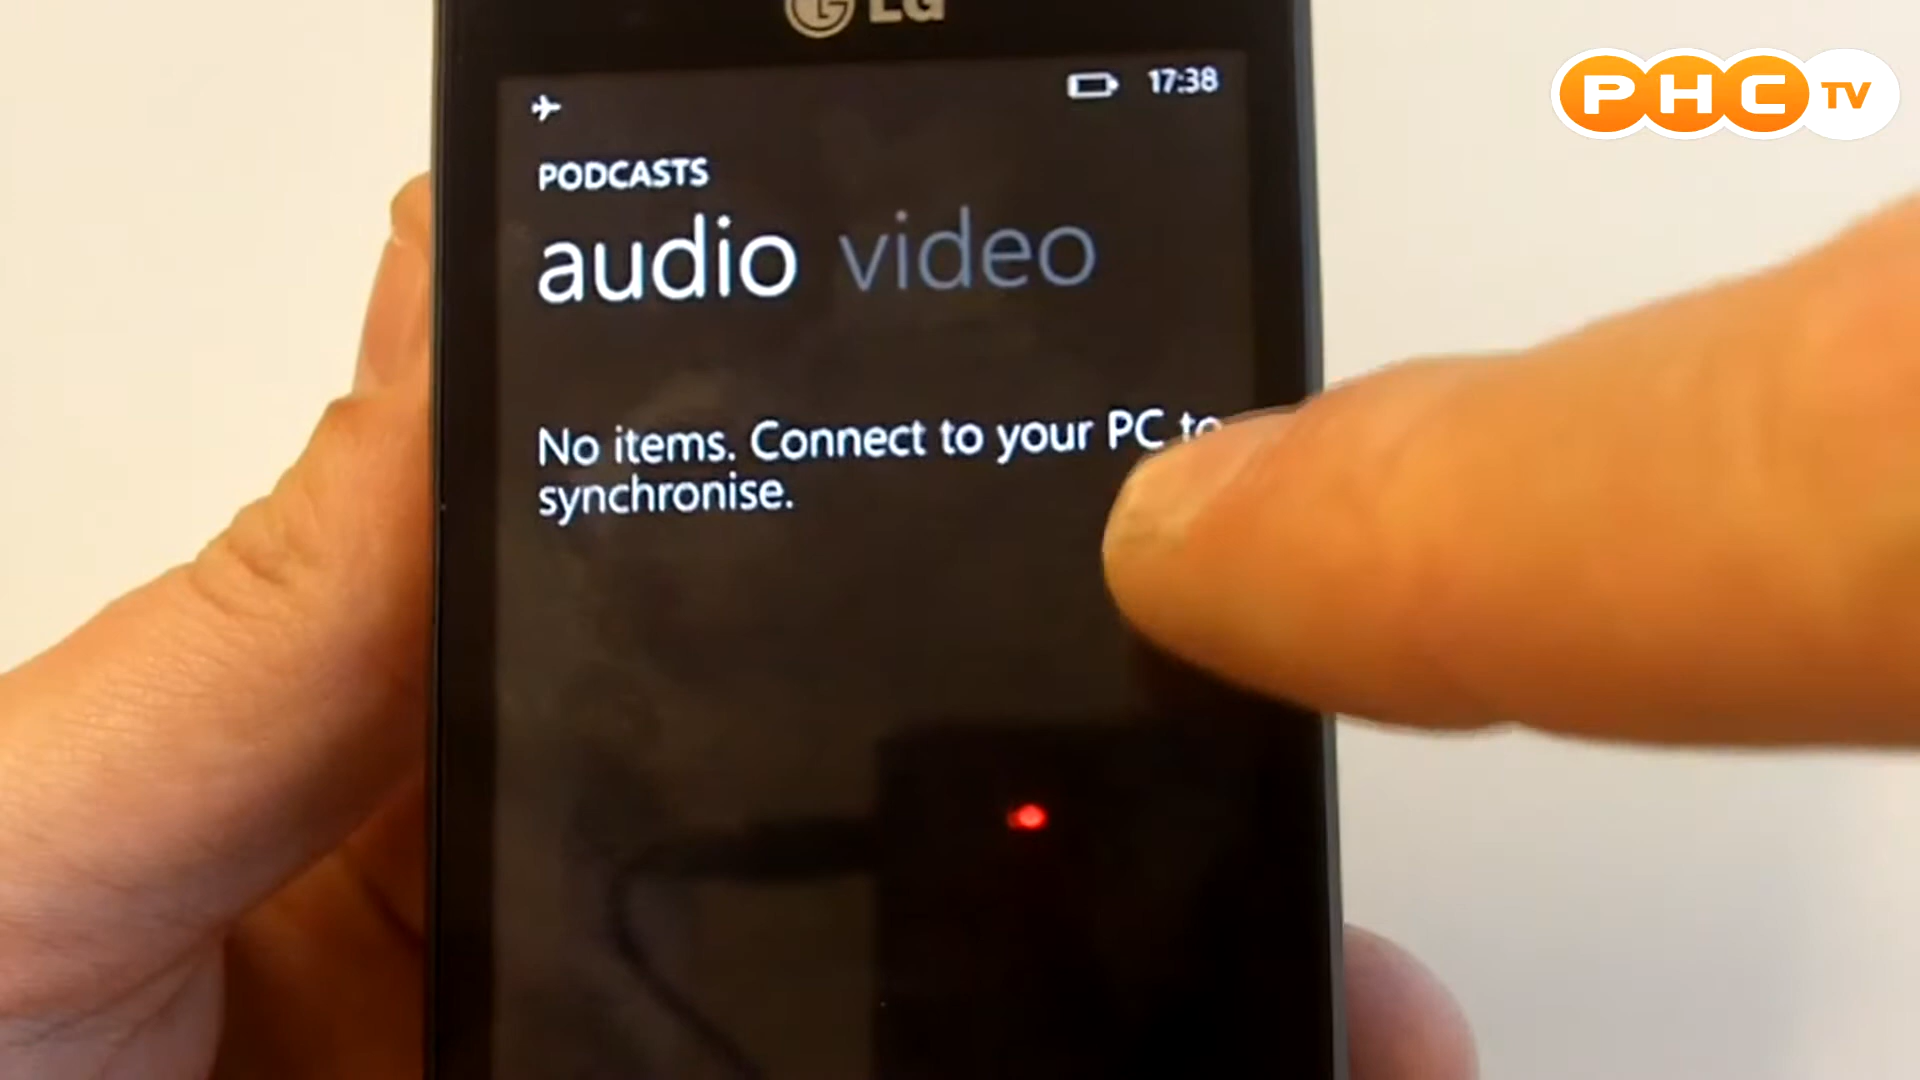 LG
PHC TV
17:38
PODCASTS
audio video
No items. Connect to your PC to
synchronise.